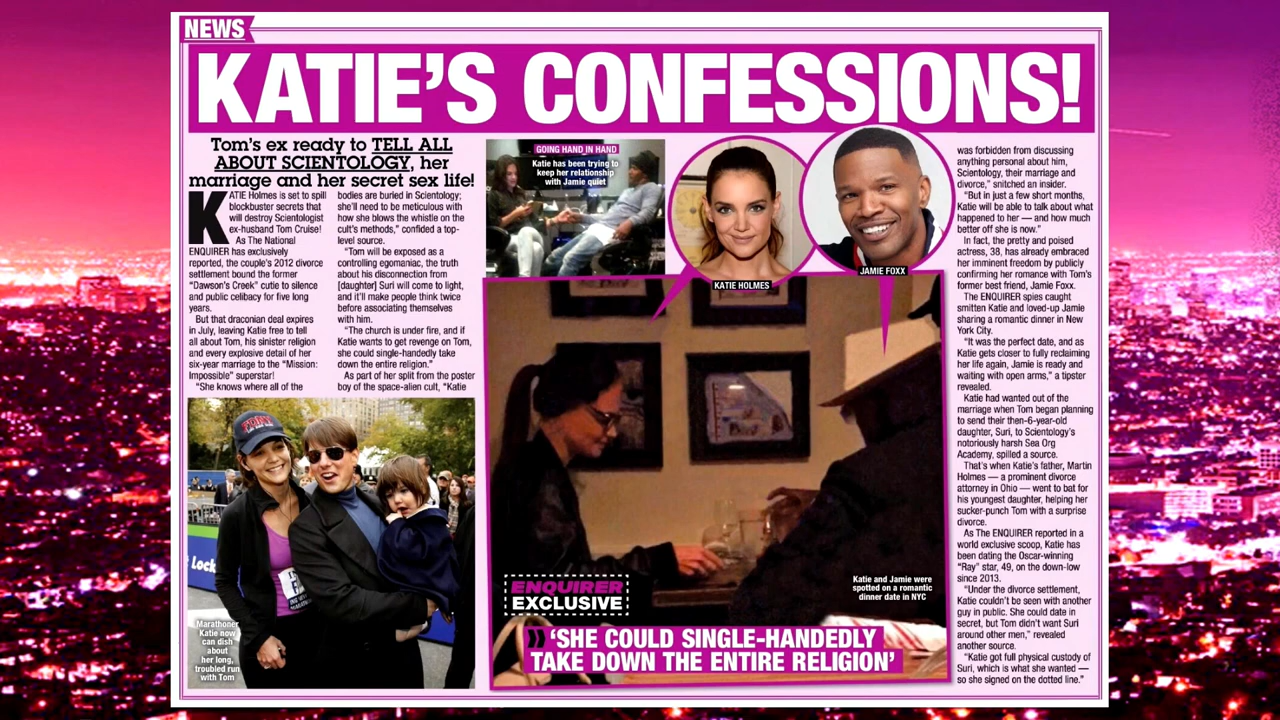 NEWS
KATIE'S CONFESSIONS!
Tom's ex ready to TELL ALL
ABOUT SCIENTOLOGY, her
marriage and her secret sex life!
KATIE Holmes is set to spill
blockbuster secrets that
will destroy Scientologist
ex-husband Tom Cruise!
As The National
ENQUIRER has exclusively
reported, the couple's 2012 divorce
settlement bound the former
"Dawson's Creek" cutie to silence
and public celibacy for five long
years.
But that draconian deal expires
in July, leaving Katie free to tell
all about Tom, his sinister religion
and every explosive detail of her
six-year marriage to the "Mission:
Impossible" superstar!
"She knows where all of the
bodies are buried in Scientology;
she'll need to be meticulous with
how she blows the whistle on the
cult's methods," confided a top-
level source.
"Tom will be exposed as a
controlling egomaniac, the truth
about his disconnection from
[daughter] Suri will come to light,
and it'll make people think twice
before associating themselves
with him.
"The church is under fire, and if
Katie wants to get revenge on Tom,
she could single-handedly take
down the entire religion."
As part of her split from the poster
boy of the space-alien cult, "Katie
was forbidden from discussing
anything personal about him,
Scientology, their marriage and
divorce," snitched an insider.
"But in just a few short months,
Katie will be able to talk about what
happened to her — and how much
better off she is now."
In fact, the pretty and poised
actress, 38, has already embraced
her imminent freedom by publicly
confirming her romance with Tom's
former best friend, Jamie Foxx.
The ENQUIRER spies caught
smitten Katie and loved-up Jamie
sharing a romantic dinner in New
York City.
"It was the perfect date, and as
Katie gets closer to fully reclaiming
her life again, Jamie is ready and
waiting with open arms," a tipster
revealed.
Katie had wanted out of the
marriage when Tom began planning
to send their then-6-year-old
daughter, Suri, to Scientology's
notoriously harsh Sea Org
Academy, spilled a source.
That's when Katie's father, Martin
Holmes — a prominent divorce
attorney in Ohio — went to bat for
his youngest daughter, helping her
sucker-punch Tom with a surprise
divorce.
As The ENQUIRER reported in a
world exclusive scoop, Katie has
been dating the Oscar-winning
"Ray" star, 49, on the down-low
since 2013.
"Under the divorce settlement,
Katie couldn't be seen with another
guy in public. She could date in
secret, but Tom didn't want Suri
around other men," revealed
another source.
"Katie got full physical custody of
Suri, which is what she wanted —
so she signed on the dotted line."
GOING HAND IN HAND
Katie has been trying to
keep her relationship
with Jamie quiet
KATIE HOLMES
JAMIE FOXX
Lock
Marathoner
Katie now
can dish
about
her long,
troubled run
with Tom
ENQUIRER
EXCLUSIVE
Katie and Jamie were
spotted on a romantic
dinner date in NYC
'SHE COULD SINGLE-HANDEDLY
TAKE DOWN THE ENTIRE RELIGION'